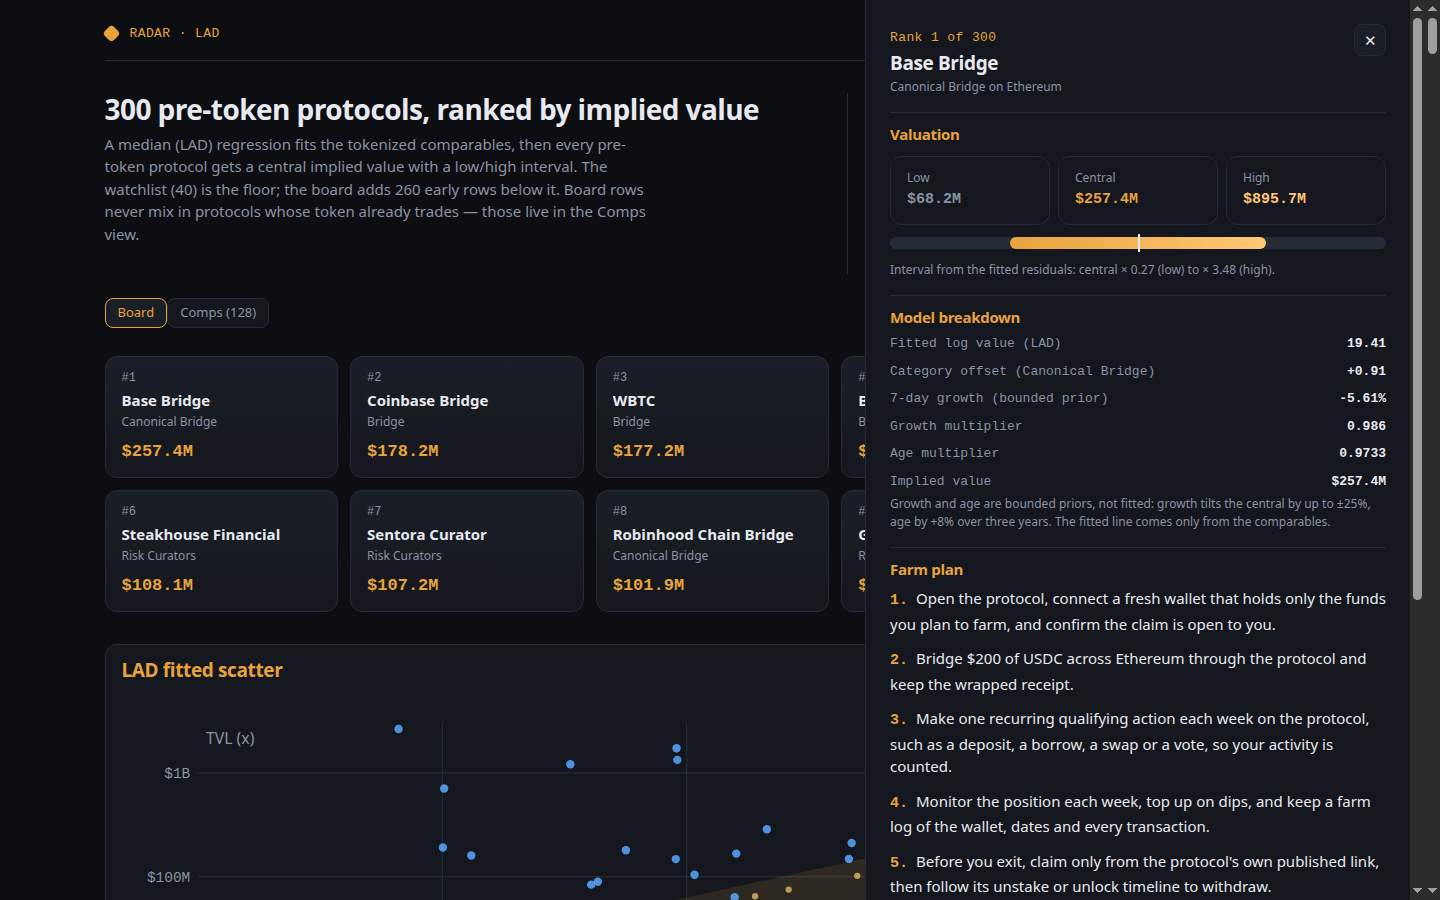 RADAR · LAD
300 pre-token protocols, ranked by implied value
A median (LAD) regression fits the tokenized comparables, then every pre-
token protocol gets a central implied value with a low/high interval. The
watchlist (40) is the floor; the board adds 260 early rows below it. Board rows
never mix in protocols whose token already trades — those live in the Comps
view.
Board
Comps (128)
#1
Base Bridge
Canonical Bridge
$257.4M
#2
Coinbase Bridge
Bridge
$178.2M
#3
WBTC
Bridge
$177.2M
#6
Steakhouse Financial
Risk Curators
$108.1M
#7
Sentora Curator
Risk Curators
$107.2M
#8
Robinhood Chain Bridge
Canonical Bridge
$101.9M
LAD fitted scatter
TVL (x)
$1B
$100M
Rank 1 of 300
Base Bridge
Canonical Bridge on Ethereum
✕
Valuation
Low
$68.2M
Central
$257.4M
High
$895.7M
Interval from the fitted residuals: central × 0.27 (low) to × 3.48 (high).
Model breakdown
Fitted log value (LAD) 19.41
Category offset (Canonical Bridge) +0.91
7-day growth (bounded prior) -5.61%
Growth multiplier 0.986
Age multiplier 0.9733
Implied value $257.4M
Growth and age are bounded priors, not fitted: growth tilts the central by up to ±25%,
age by +8% over three years. The fitted line comes only from the comparables.
Farm plan
1. Open the protocol, connect a fresh wallet that holds only the funds
you plan to farm, and confirm the claim is open to you.
2. Bridge $200 of USDC across Ethereum through the protocol and
keep the wrapped receipt.
3. Make one recurring qualifying action each week on the protocol,
such as a deposit, a borrow, a swap or a vote, so your activity is
counted.
4. Monitor the position each week, top up on dips, and keep a farm
log of the wallet, dates and every transaction.
5. Before you exit, claim only from the protocol's own published link,
then follow its unstake or unlock timeline to withdraw.